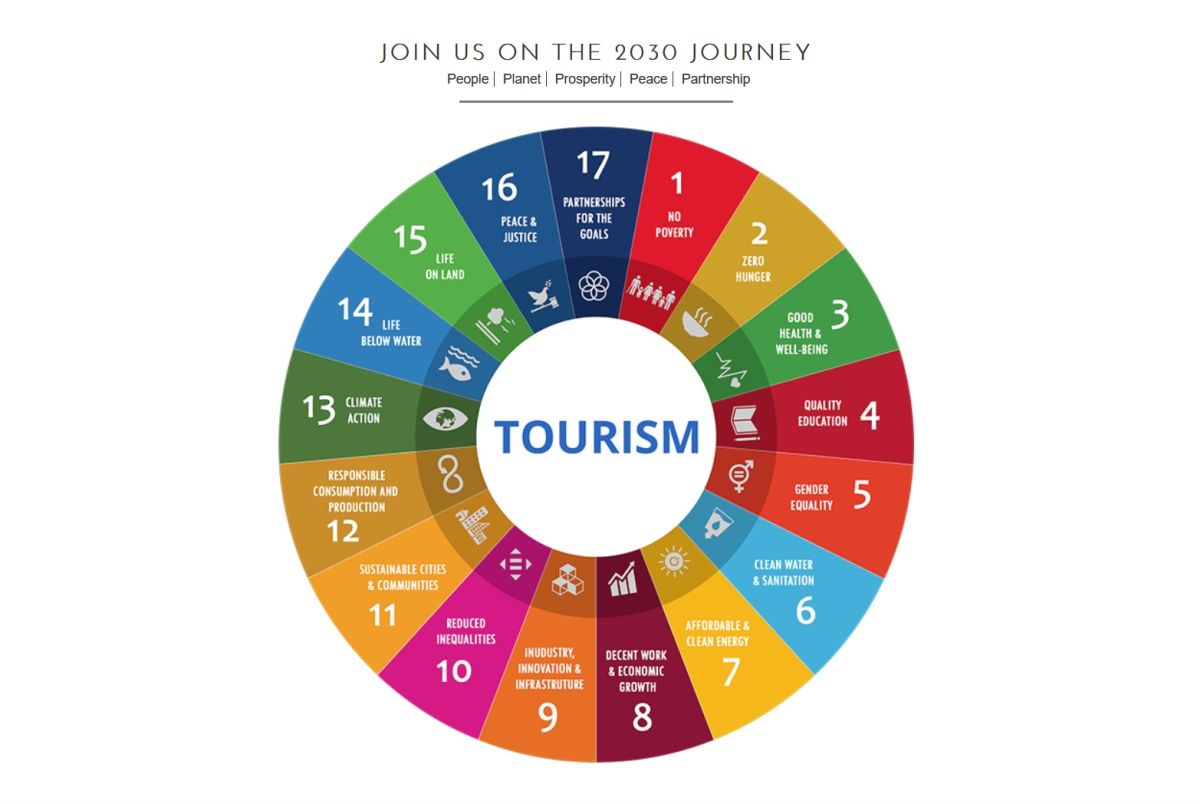 JOIN US ON THE 2030 JOURNEY
People | Planet | Prosperity | Peace | Partnership
17
PARTNERSHIPS
FOR THE
GOALS
1
NO
POVERTY
2
ZERO
HUNGER
3
GOOD
HEALTH &
WELL-BEING
4
QUALITY
EDUCATION
5
GENDER
EQUALITY
CLEAN WATER
& SANITATION
6
AFFORDABLE &
CLEAN ENERGY
7
DECENT WORK
& ECONOMIC
GROWTH
8
INUDUSTRY,
INNOVATION &
INFRASTRUTURE
9
REDUCED
INEQUALITIES
10
SUSTAINABLE CITIES
& COMMUNITIES
11
RESPONSIBLE
CONSUMPTION AND
PRODUCTION
12
13
CLIMATE
ACTION
14
LIFE
BELOW WATER
15
LIFE
ON LAND
16
PEACE &
JUSTICE
TOURISM